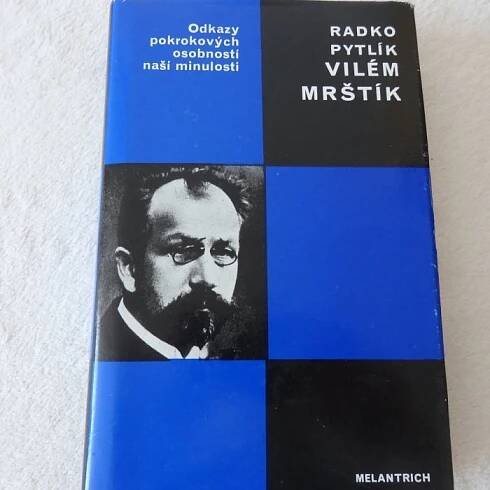 Odkazy
pokrokových
osobností
naší minulosti
RADKO
PYTLÍK
VILÉM
MRŠTÍK
MELANTRICH